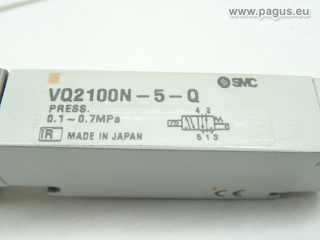 © www.pagus.eu
SMC
VQ2100N-5-Q
PRESS.
0.1-0.7MPa
4 2
5 1 3
R MADE IN JAPAN
CE